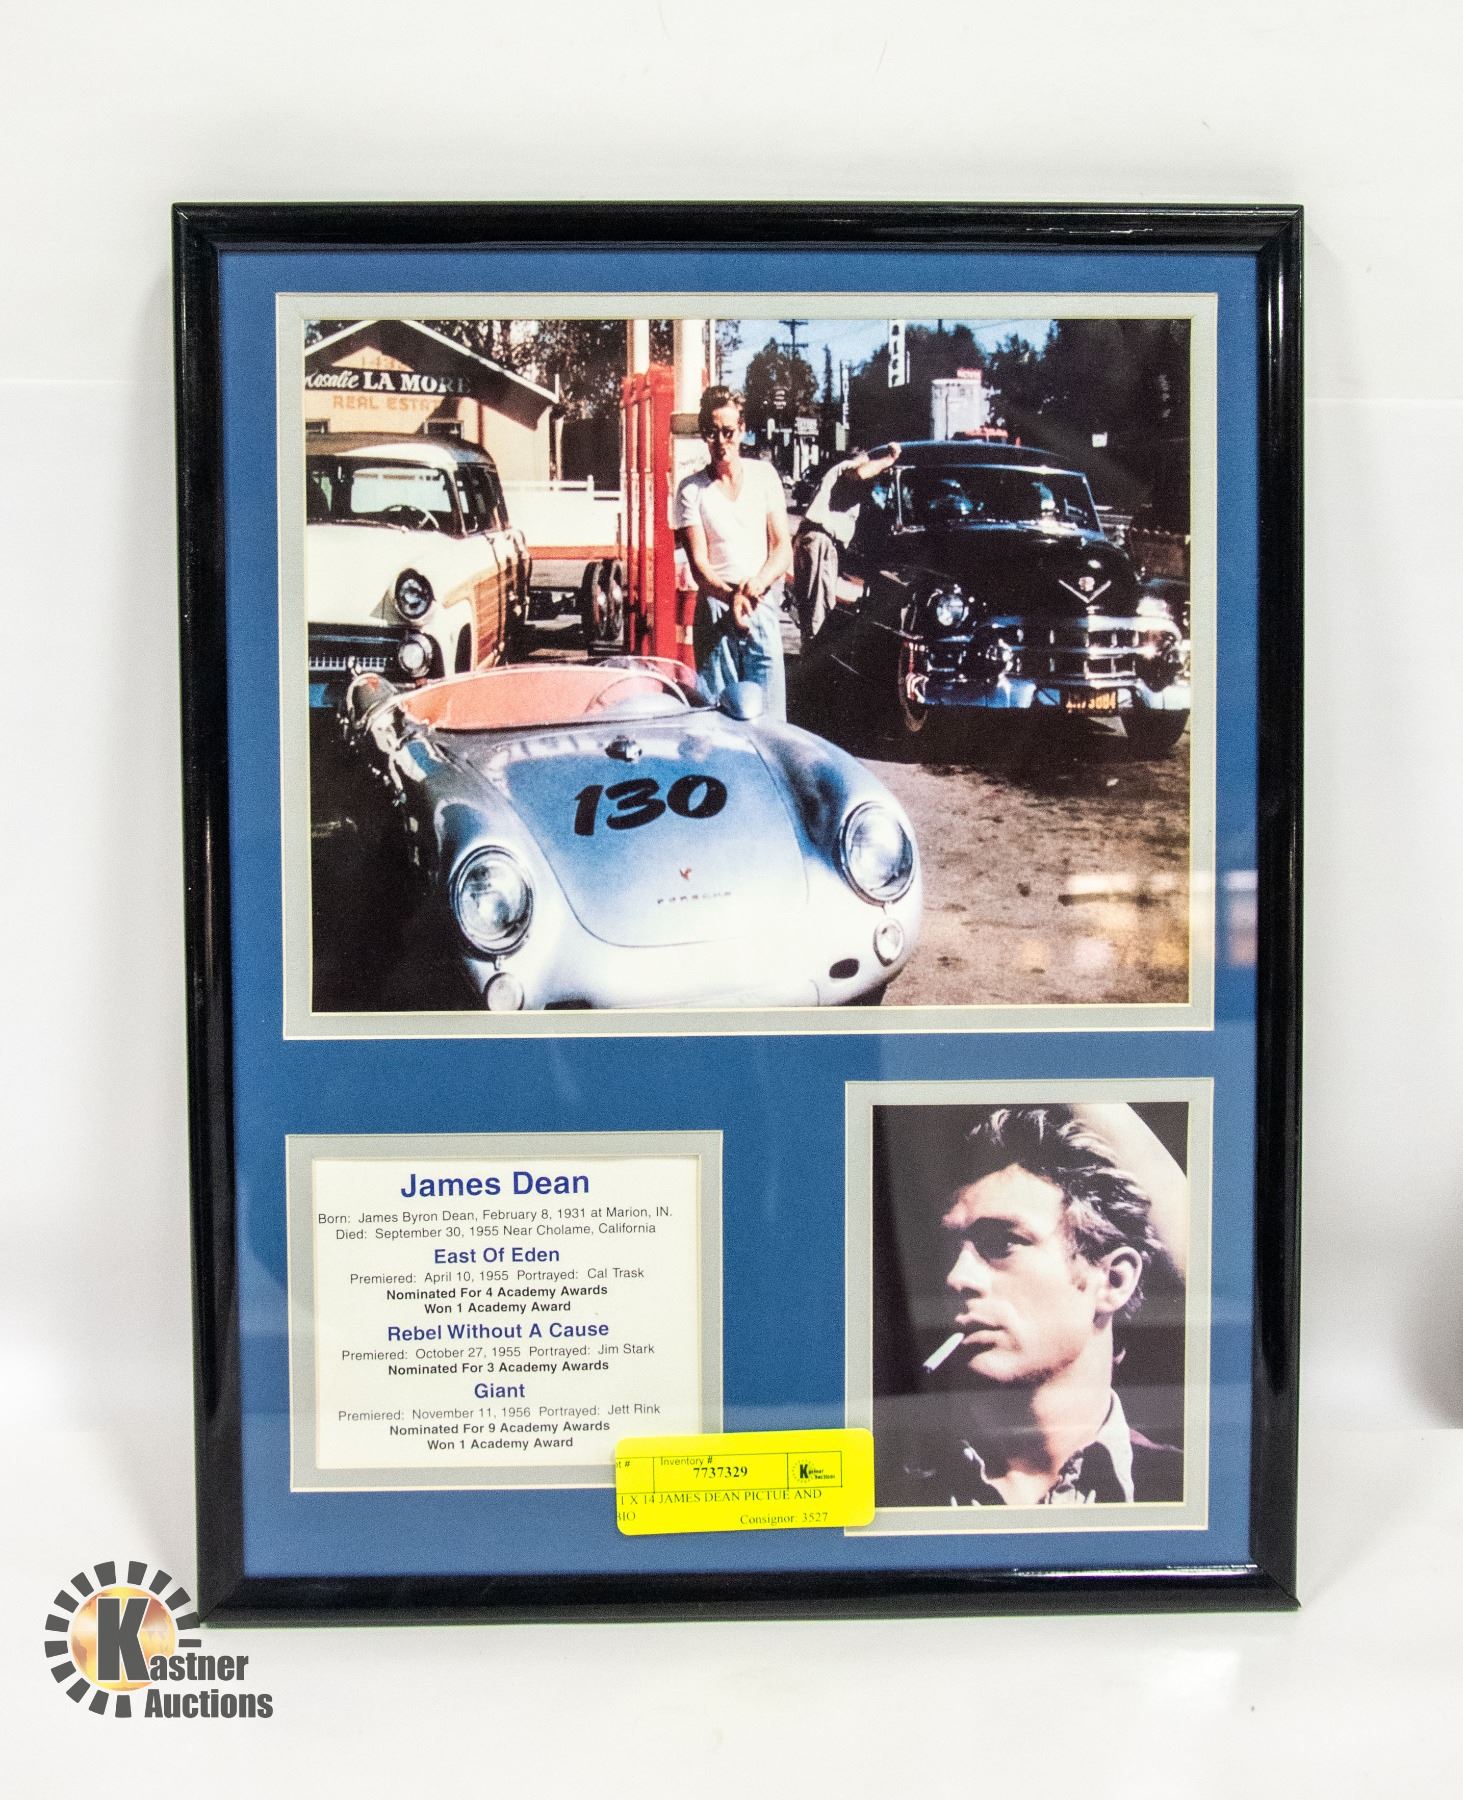 Rosalie LA MORE
REAL ESTATE
130
PORSCHE
James Dean
Born: James Byron Dean, February 8, 1931 at Marion, IN.
Died: September 30, 1955 Near Cholame, California
East Of Eden
Premiered: April 10, 1955 Portrayed: Cal Trask
Nominated For 4 Academy Awards
Won 1 Academy Award
Rebel Without A Cause
Premiered: October 27, 1955 Portrayed: Jim Stark
Nominated For 3 Academy Awards
Giant
Premiered: November 11, 1956 Portrayed: Jett Rink
Nominated For 9 Academy Awards
Won 1 Academy Award
Inventory #
7737329
Kastner Auctions
1 X 14 JAMES DEAN PICTUE AND
BIO Consignor: 3527
Kastner
Auctions